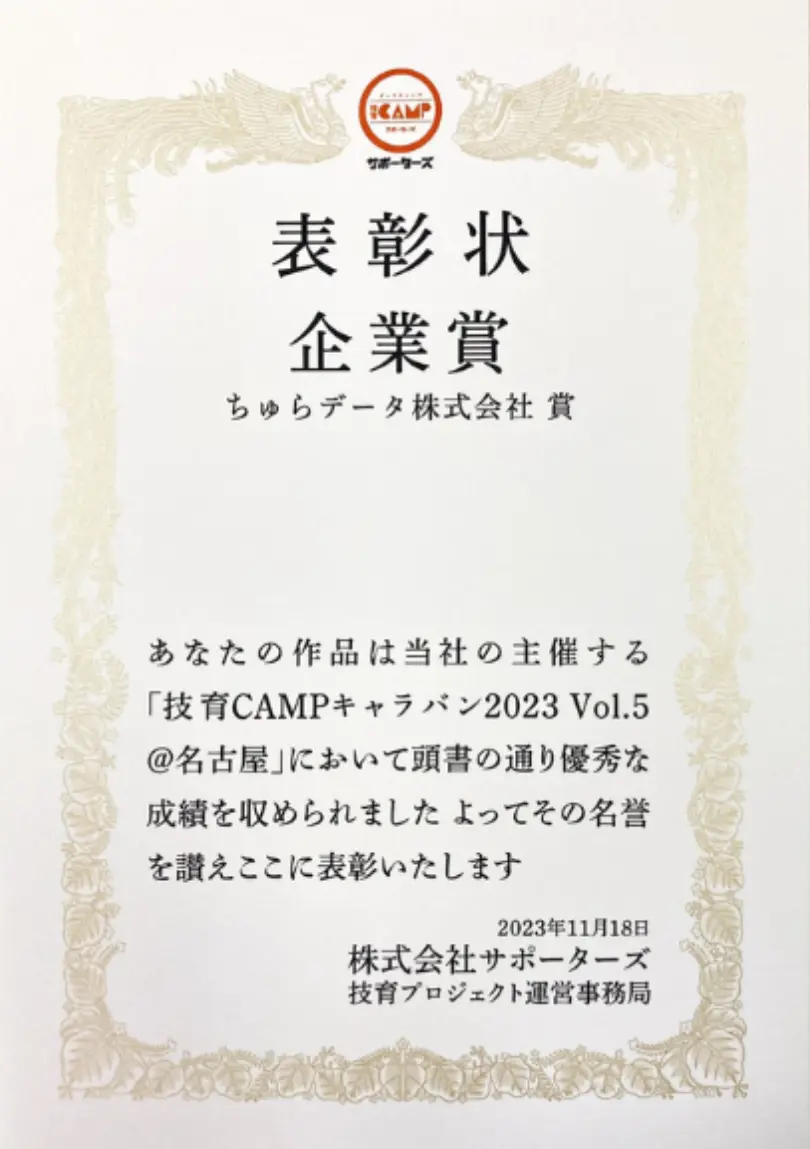 CAMP
サポーターズ
表彰状
企業賞
ちゅらデータ株式会社 賞
あなたの作品は当社の主催する
「技育CAMPキャラバン2023 Vol.5
@名古屋」において頭書の通り優秀な
成績を収められました よってその名誉
を讃えここに表彰いたします
2023年11月18日
株式会社サポーターズ
技育プロジェクト運営事務局